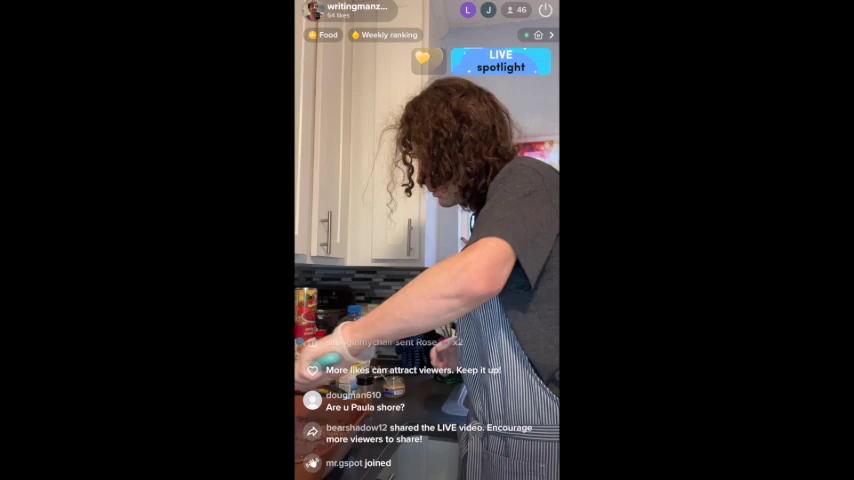 writingmanz...
64 likes
L
J
46
Food
Weekly ranking
LIVE
spotlight
sent Rose x2
More likes can attract viewers. Keep it up!
dougman610
Are u Paula shore?
bearshadow12 shared the LIVE video. Encourage
more viewers to share!
mr.gspot joined